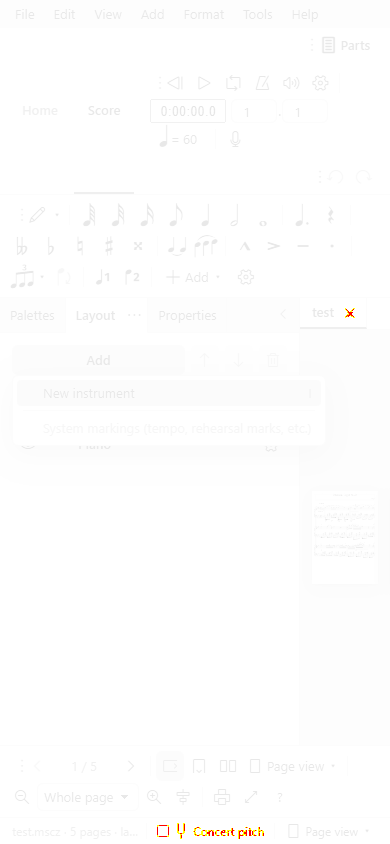 File Edit View Add Format Tools Help
Parts
Home Score 0:00:00.0 1 . 1
= 60
Add
Palettes Layout Properties test
Add
New instrument
System markings (tempo, rehearsal marks, etc.)
1 / 5 Page view
Whole page ?
test.mscz - 5 pages - la... Concert pitch Page view